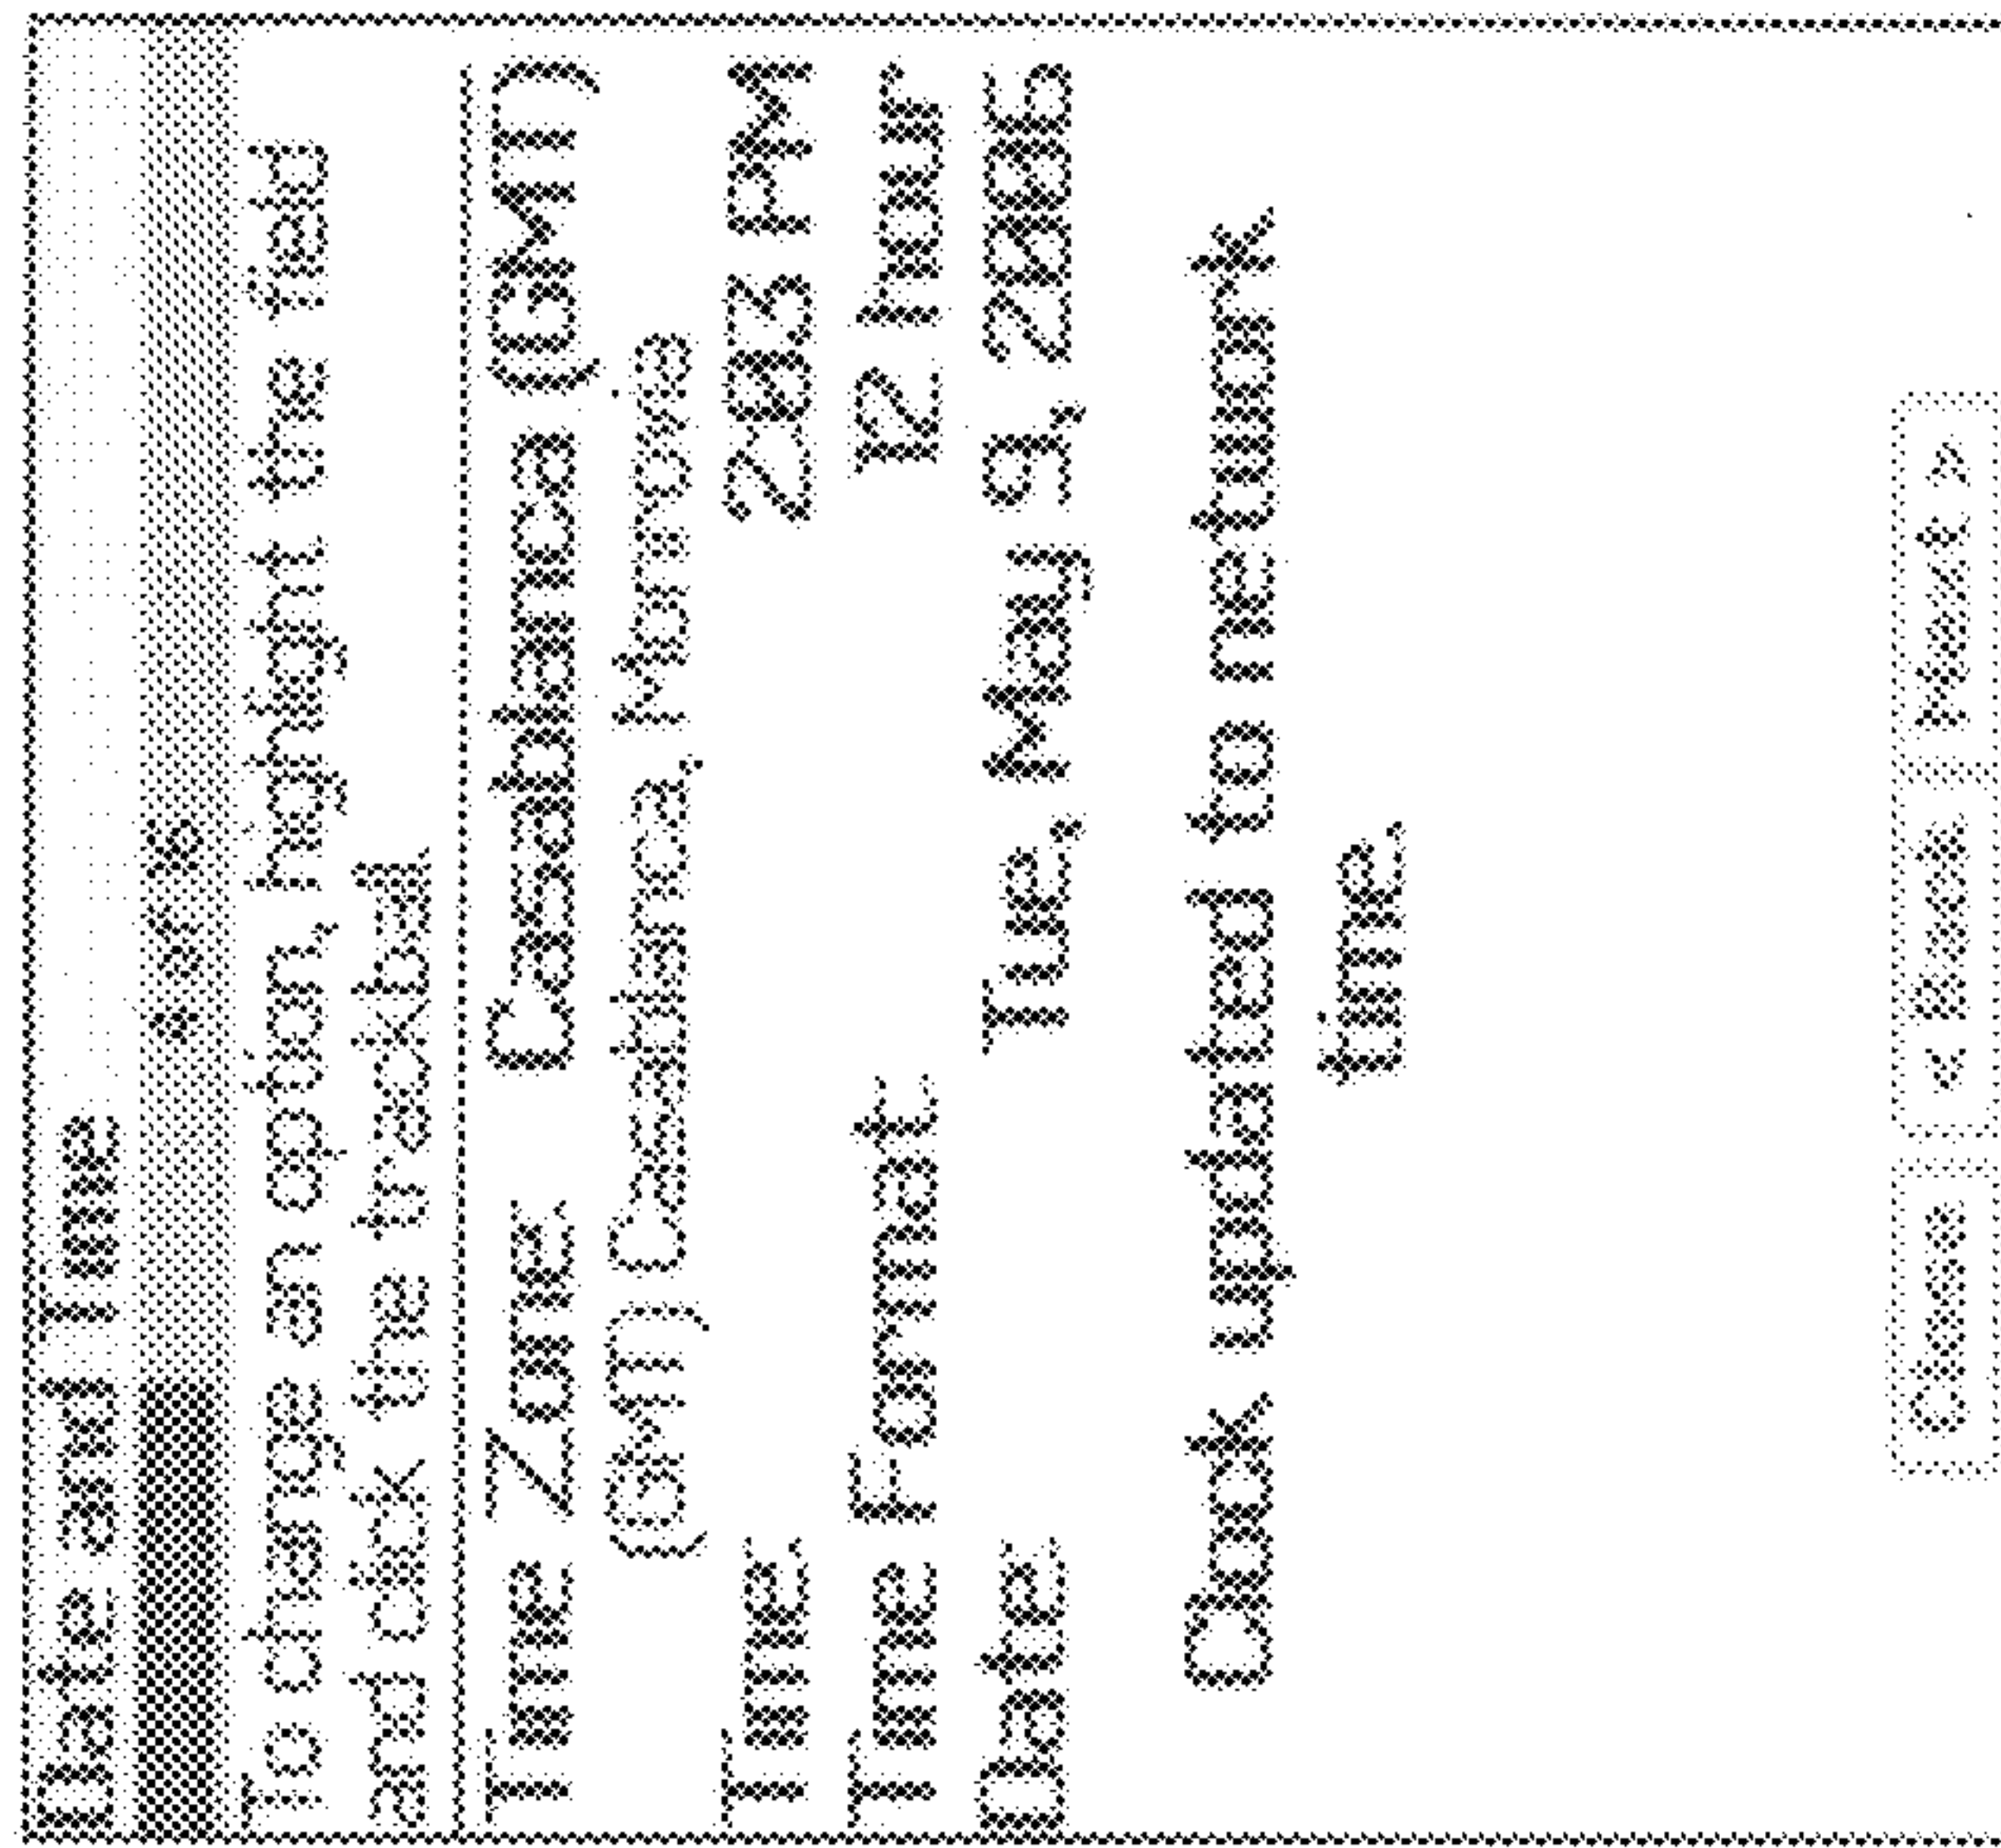 Date and Time
To change an option, highlight the field
and click the trackball.
Time Zone: Casablanca (GMT)
(GMT) Casablanca, Monrovia
Time: 2:03 PM
Time Format: 12 hour
Date: Tue, May 9, 2006
Clock updated to network
time.
Close < Back Next >